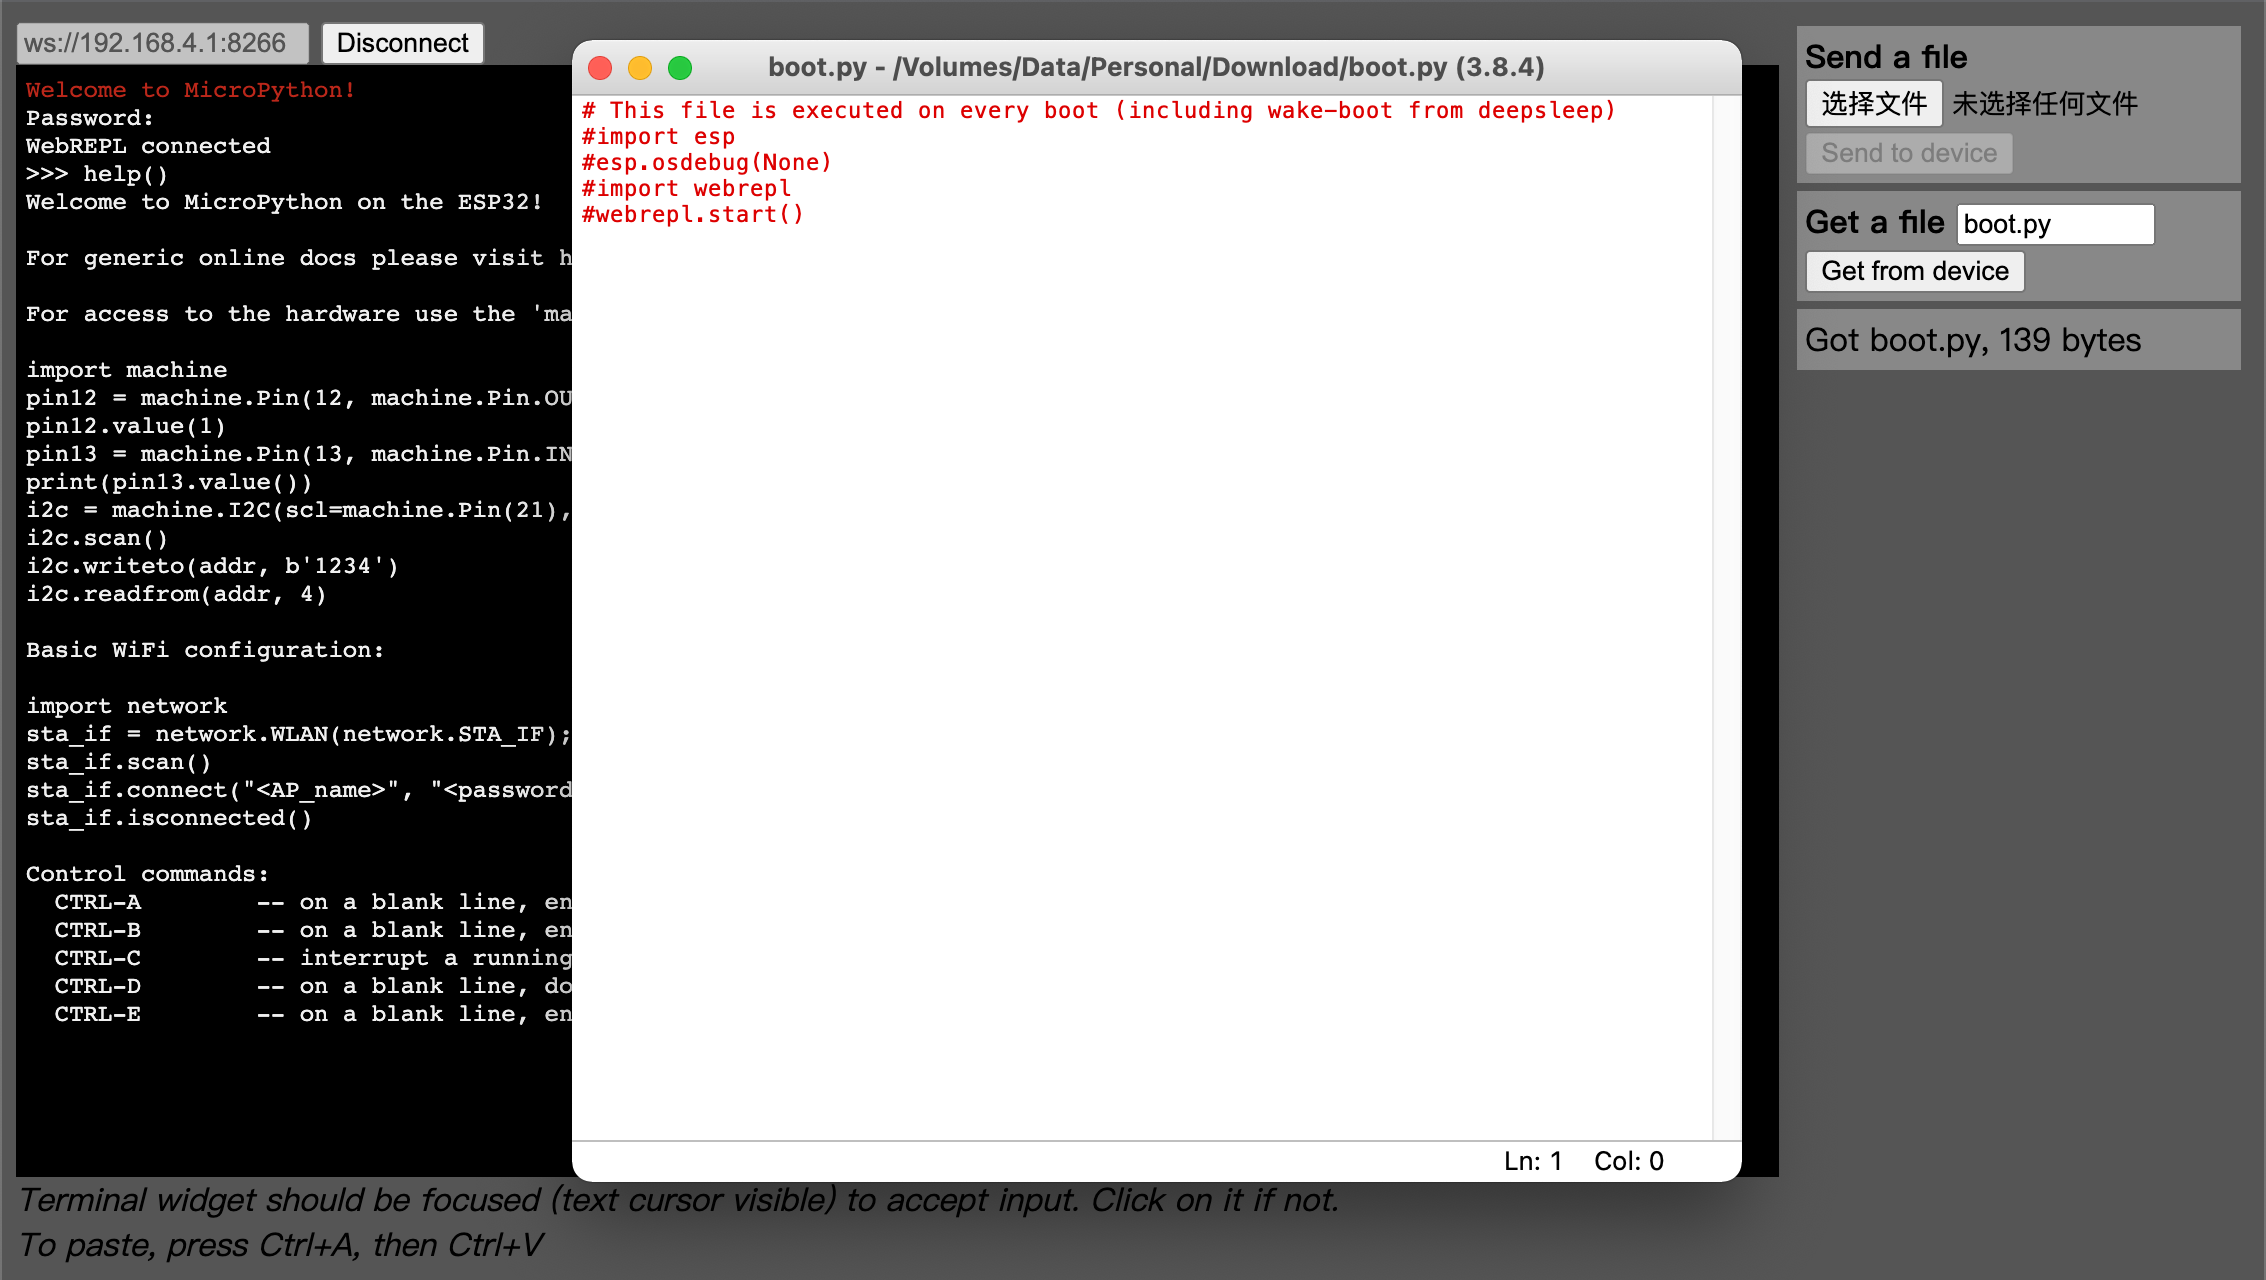 ws://192.168.4.1:8266 Disconnect
Welcome to MicroPython!
Password:
WebREPL connected
>>> help()
Welcome to MicroPython on the ESP32!
For generic online docs please visit h
For access to the hardware use the 'ma
import machine
pin12 = machine.Pin(12, machine.Pin.OU
pin12.value(1)
pin13 = machine.Pin(13, machine.Pin.IN
print(pin13.value())
i2c = machine.I2C(scl=machine.Pin(21),
i2c.scan()
i2c.writeto(addr, b'1234')
i2c.readfrom(addr, 4)
Basic WiFi configuration:
import network
sta_if = network.WLAN(network.STA_IF);
sta_if.scan()
sta_if.connect("<AP_name>", "<password
sta_if.isconnected()
Control commands:
CTRL-A -- on a blank line, en
CTRL-B -- on a blank line, en
CTRL-C -- interrupt a running
CTRL-D -- on a blank line, do
CTRL-E -- on a blank line, en
boot.py - /Volumes/Data/Personal/Download/boot.py (3.8.4)
# This file is executed on every boot (including wake-boot from deepsleep)
#import esp
#esp.osdebug(None)
#import webrepl
#webrepl.start()
Ln: 1 Col: 0
Send a file
选择文件 未选择任何文件
Send to device
Get a file boot.py
Get from device
Got boot.py, 139 bytes
Terminal widget should be focused (text cursor visible) to accept input. Click on it if not.
To paste, press Ctrl+A, then Ctrl+V